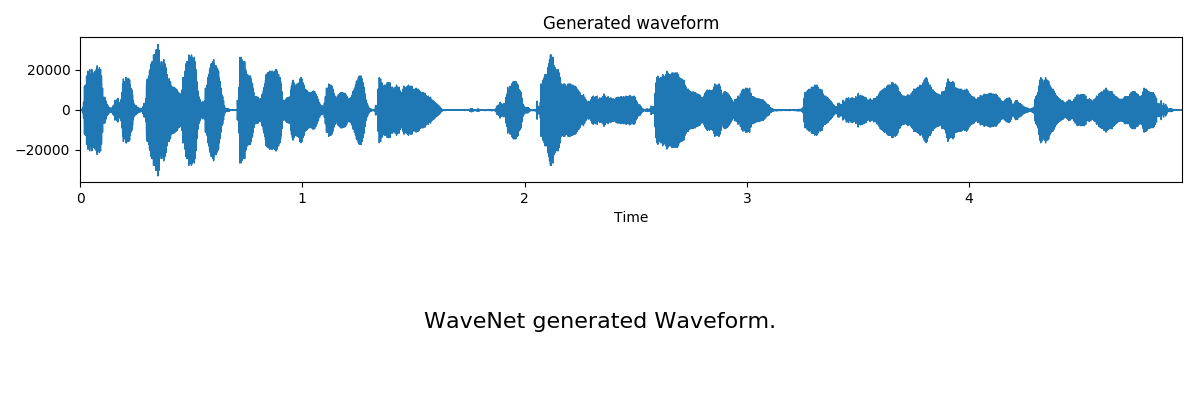 Generated waveform
20000
0
−20000
0 1 2 3 4
Time
WaveNet generated Waveform.